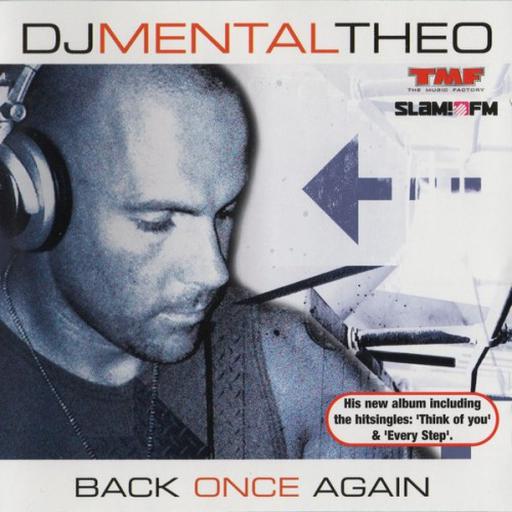 DJMENTALTHEO
TMF
THE MUSIC FACTORY
SLAM!FM
His new album including
the hitsingles: 'Think of you'
& 'Every Step'.
BACK ONCE AGAIN